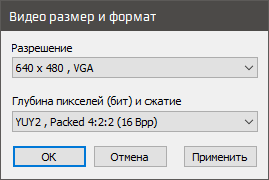 Видео размер и формат
Разрешение
640 x 480 , VGA
Глубина пикселей (бит) и сжатие
YUY2 , Packed 4:2:2 (16 Bpp)
OK Отмена Применить